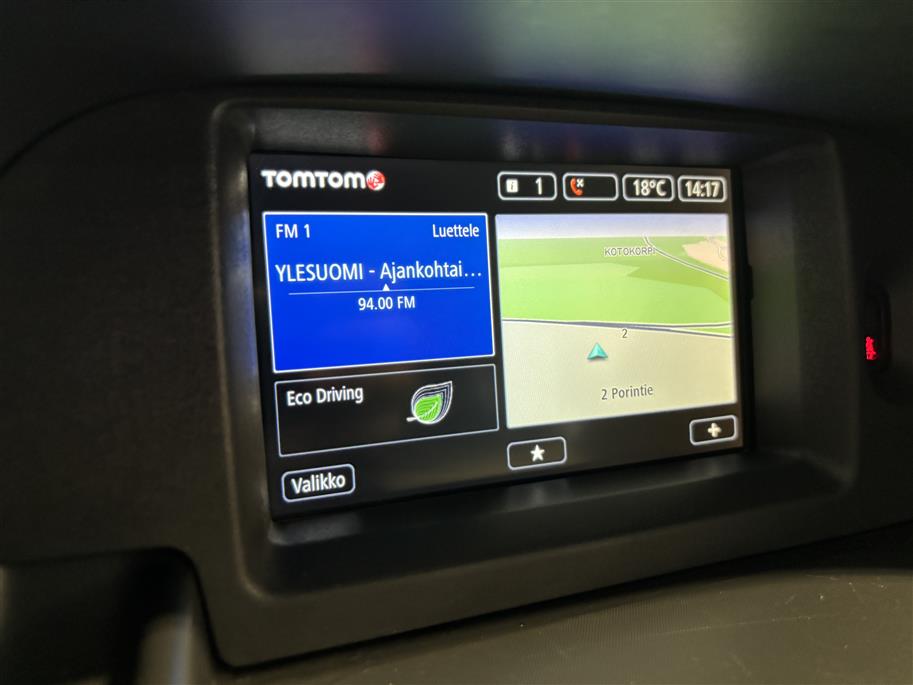 TOMTOM
1
18°C
14:17
FM 1
Luettele
YLESUOMI - Ajankohtai...
94.00 FM
Eco Driving
Valikko
KOTOKORPI
2
2 Porintie